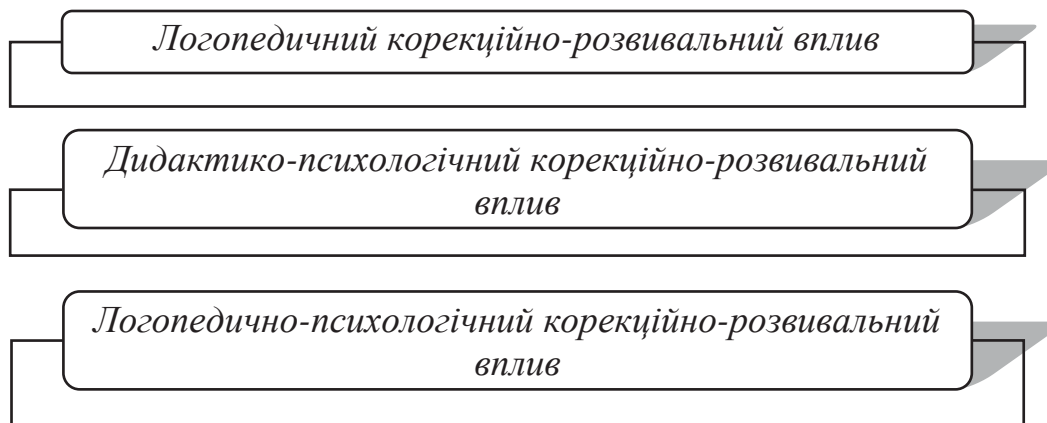 Логопедичний корекційно-розвивальний вплив
Дидактико-психологічний корекційно-розвивальний
вплив
Логопедично-психологічний корекційно-розвивальний
вплив